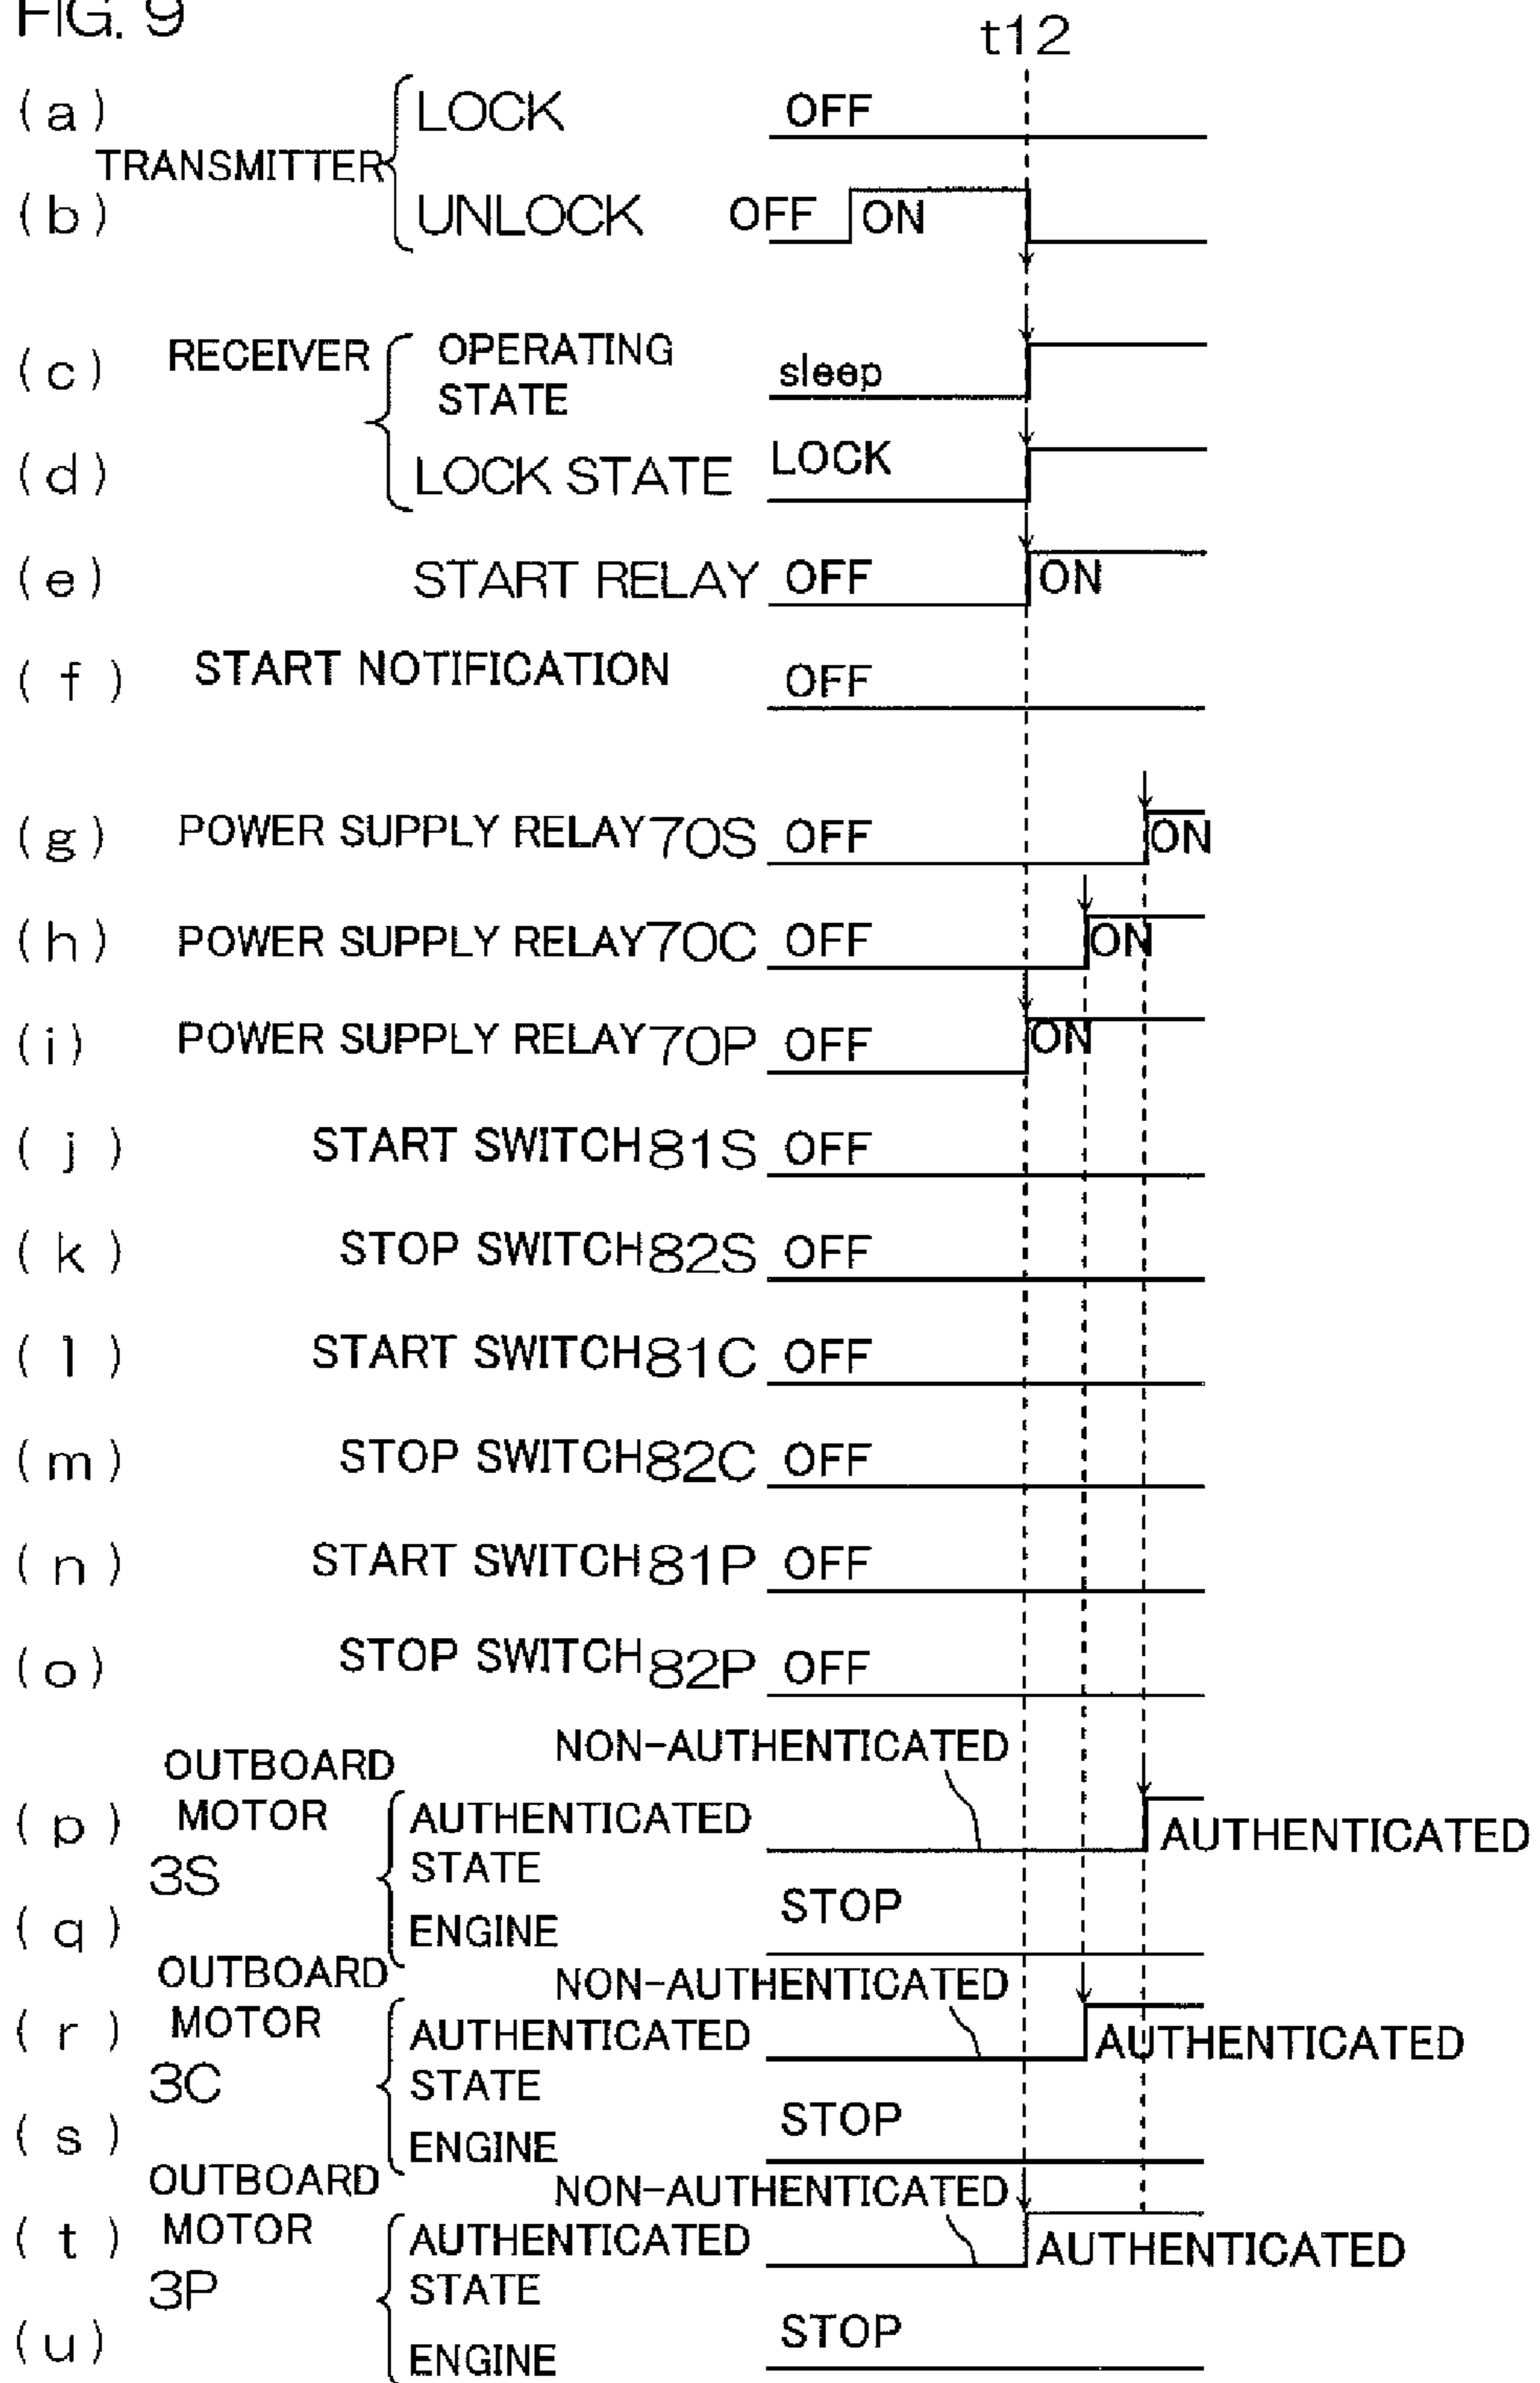 FIG. 9
t12
(a) LOCK OFF
TRANSMITTER
(b) UNLOCK OFF ON
(c) RECEIVER OPERATING STATE sleep
(d) LOCK STATE LOCK
(e) START RELAY OFF ON
(f) START NOTIFICATION OFF
(g) POWER SUPPLY RELAY 70S OFF ON
(h) POWER SUPPLY RELAY 70C OFF ON
(i) POWER SUPPLY RELAY 70P OFF ON
(j) START SWITCH 81S OFF
(k) STOP SWITCH 82S OFF
(l) START SWITCH 81C OFF
(m) STOP SWITCH 82C OFF
(n) START SWITCH 81P OFF
(o) STOP SWITCH 82P OFF
NON-AUTHENTICATED
OUTBOARD
MOTOR
3S
(p) AUTHENTICATED STATE AUTHENTICATED
(q) ENGINE STOP
OUTBOARD
MOTOR
3C
NON-AUTHENTICATED
(r) AUTHENTICATED STATE AUTHENTICATED
(s) ENGINE STOP
OUTBOARD
MOTOR
3P
NON-AUTHENTICATED
(t) AUTHENTICATED STATE AUTHENTICATED
(u) ENGINE STOP